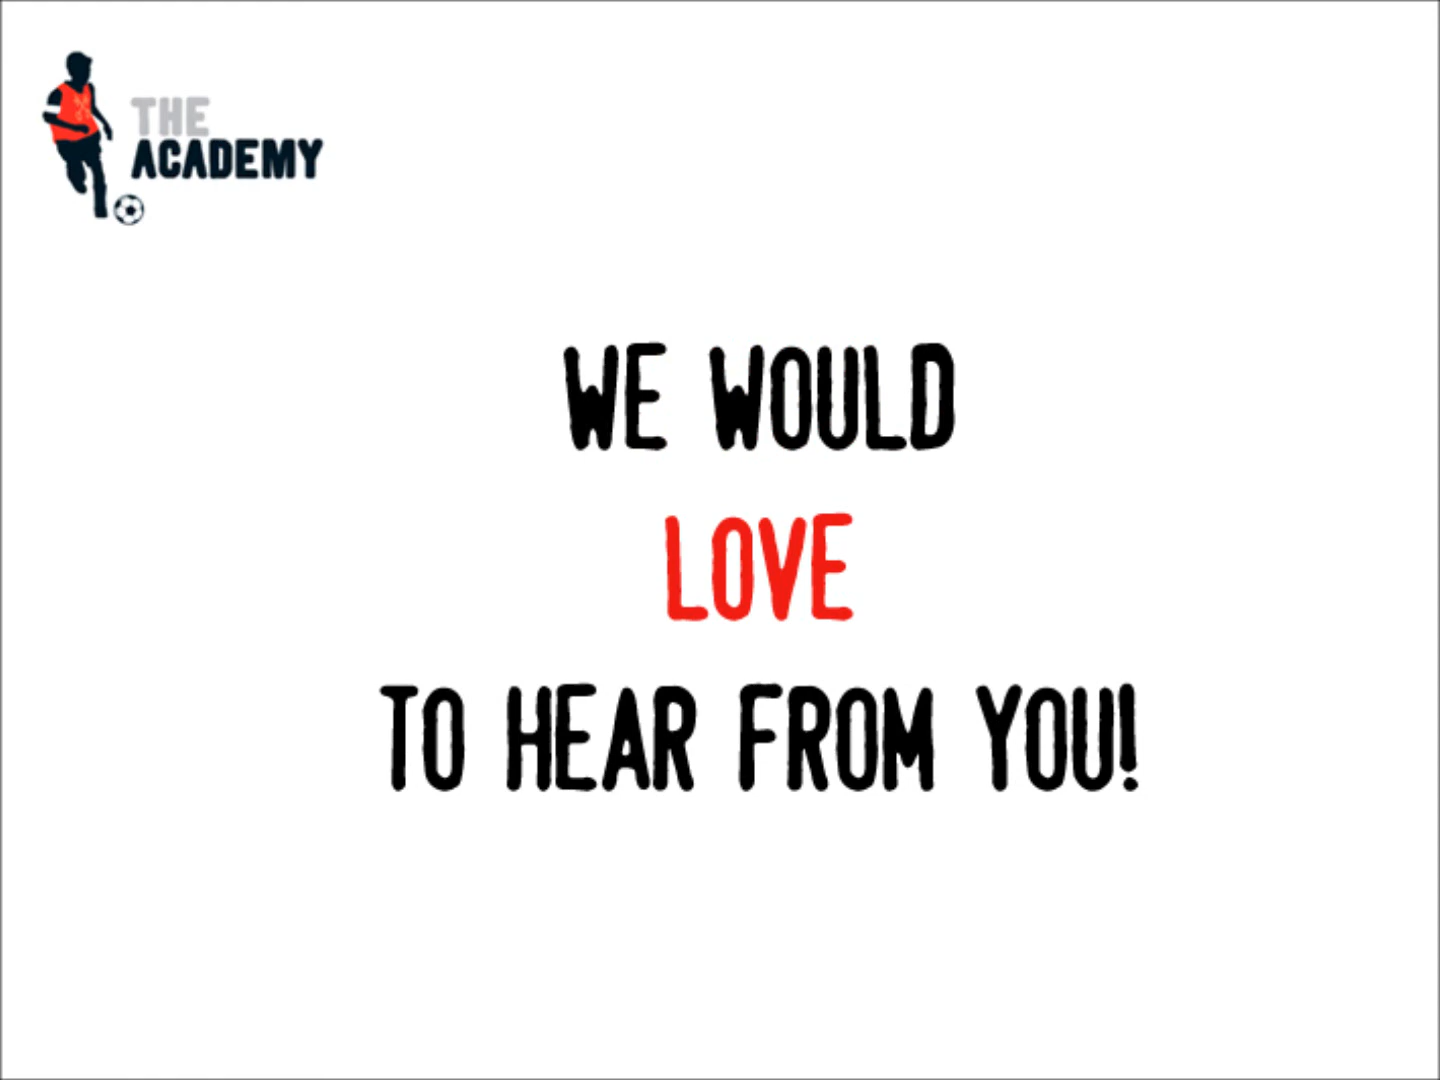 THE
ACADEMY
WE WOULD
LOVE
TO HEAR FROM YOU!